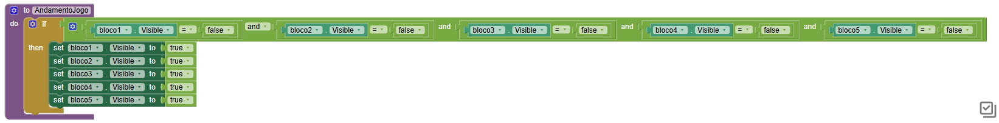 to AndamentoJogo
do if bloco1 . Visible = false and bloco2 . Visible = false and bloco3 . Visible = false and bloco4 . Visible = false and bloco5 . Visible = false
then set bloco1 . Visible to true
set bloco2 . Visible to true
set bloco3 . Visible to true
set bloco4 . Visible to true
set bloco5 . Visible to true